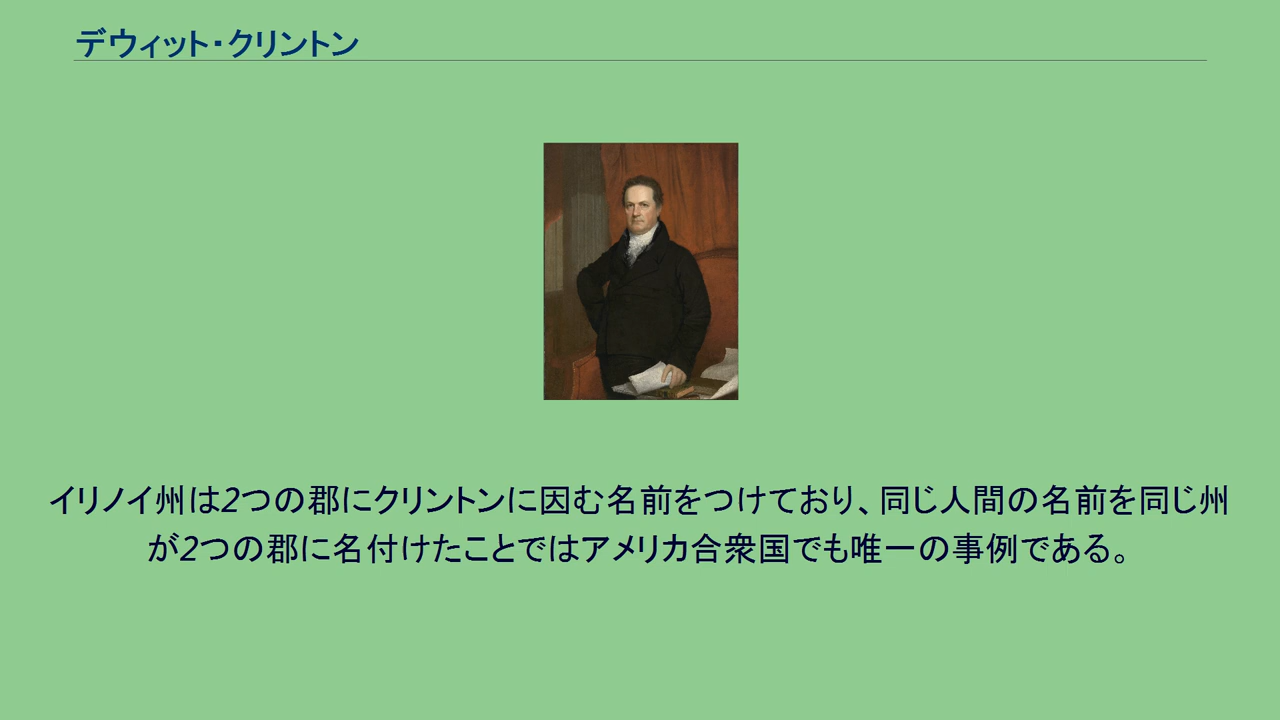 デウィット・クリントン
イリノイ州は2つの郡にクリントンに因む名前をつけており、同じ人間の名前を同じ州
が2つの郡に名付けたことではアメリカ合衆国でも唯一の事例である。